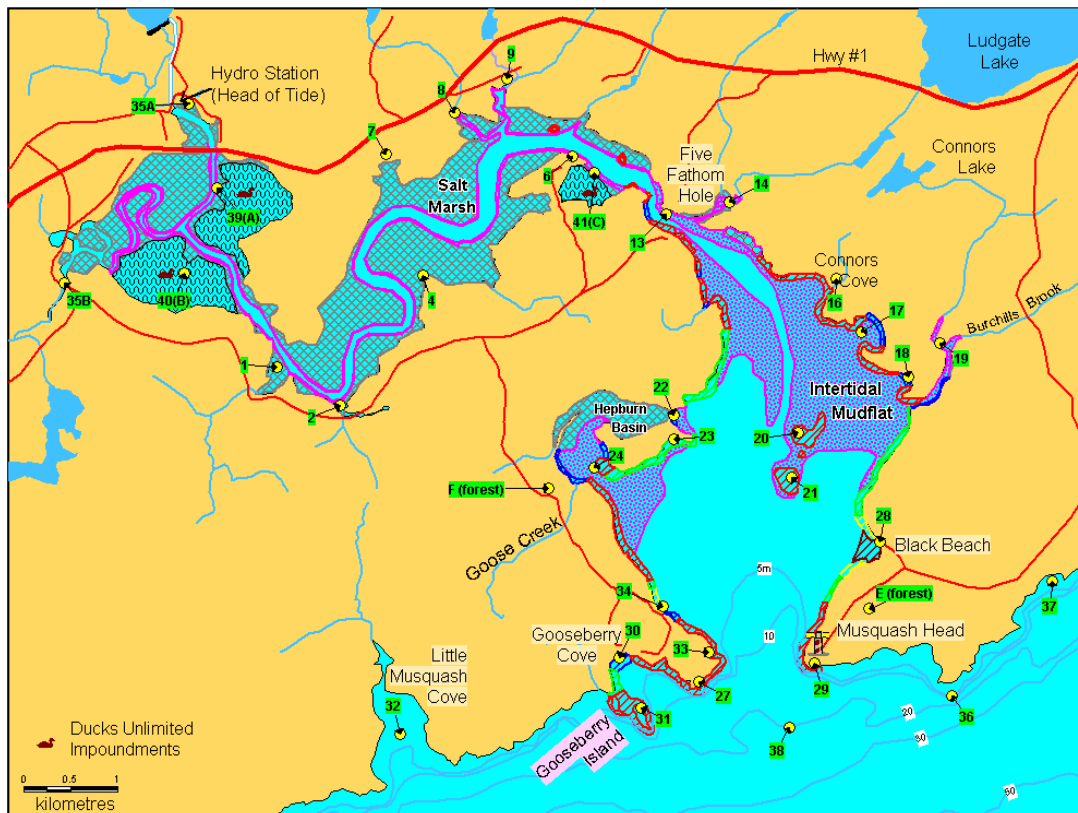 Hwy #1
Ludgate
Lake
Hydro Station
(Head of Tide)
35A
9
8
7
6
Salt
Marsh
Five
Fathom
Hole
Connors
Lake
14
39(A)
41(C)
13
40(B)
35B
4
Connors
Cove
16
17
Burchills Brook
18
19
1
2
22
Hepburn
Basin
23
24
Intertidal
Mudflat
20
21
F (forest)
Goose Creek
28
Black Beach
5m
34
E (forest)
37
10
Musquash Head
Gooseberry
Cove
30
33
Little
Musquash
Cove
27
29
32
31
36
20
38
30
Gooseberry
Island
Ducks Unlimited
Impoundments
0 0.5 1
kilometres
60